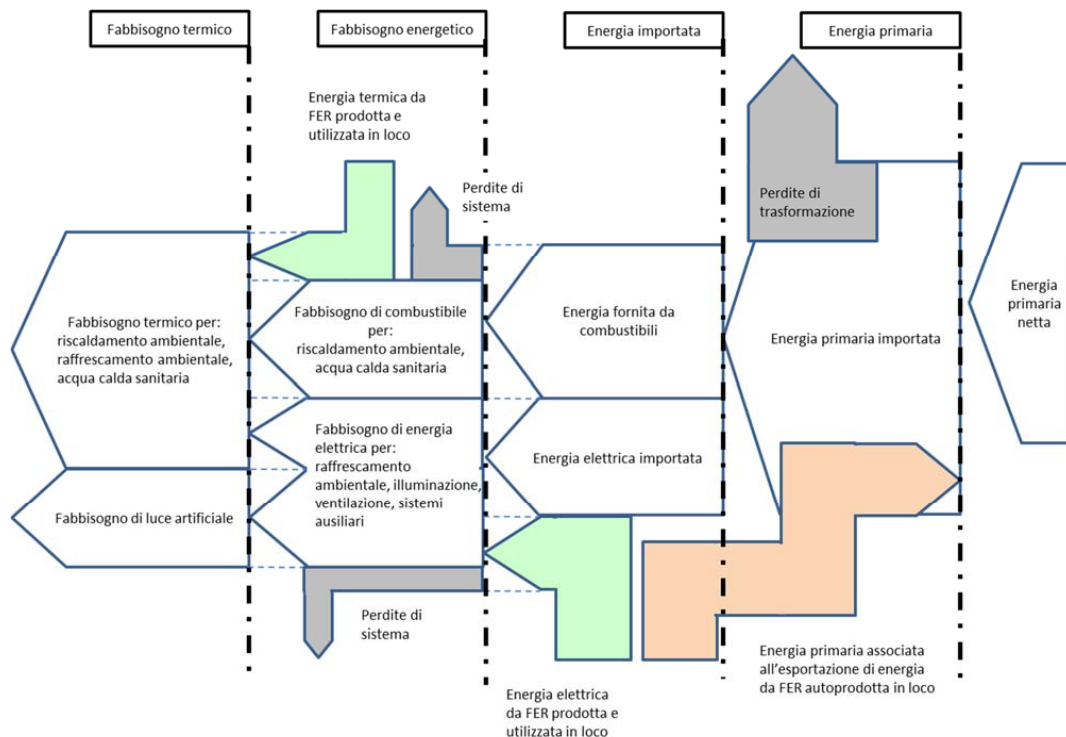 Fabbisogno termico
Fabbisogno energetico
Energia importata
Energia primaria
Energia termica da
FER prodotta e
utilizzata in loco
Perdite di
sistema
Perdite di
trasformazione
Fabbisogno termico per:
riscaldamento ambientale,
raffrescamento ambientale,
acqua calda sanitaria
Fabbisogno di combustibile
per:
riscaldamento ambientale,
acqua calda sanitaria
Energia fornita da
combustibili
Energia primaria importata
Energia
primaria
netta
Fabbisogno di luce artificiale
Fabbisogno di energia
elettrica per:
raffrescamento
ambientale, illuminazione,
ventilazione, sistemi
ausiliari
Energia elettrica importata
Perdite di
sistema
Energia elettrica
da FER prodotta e
utilizzata in loco
Energia primaria associata
all'esportazione di energia
da FER autoprodotta in loco